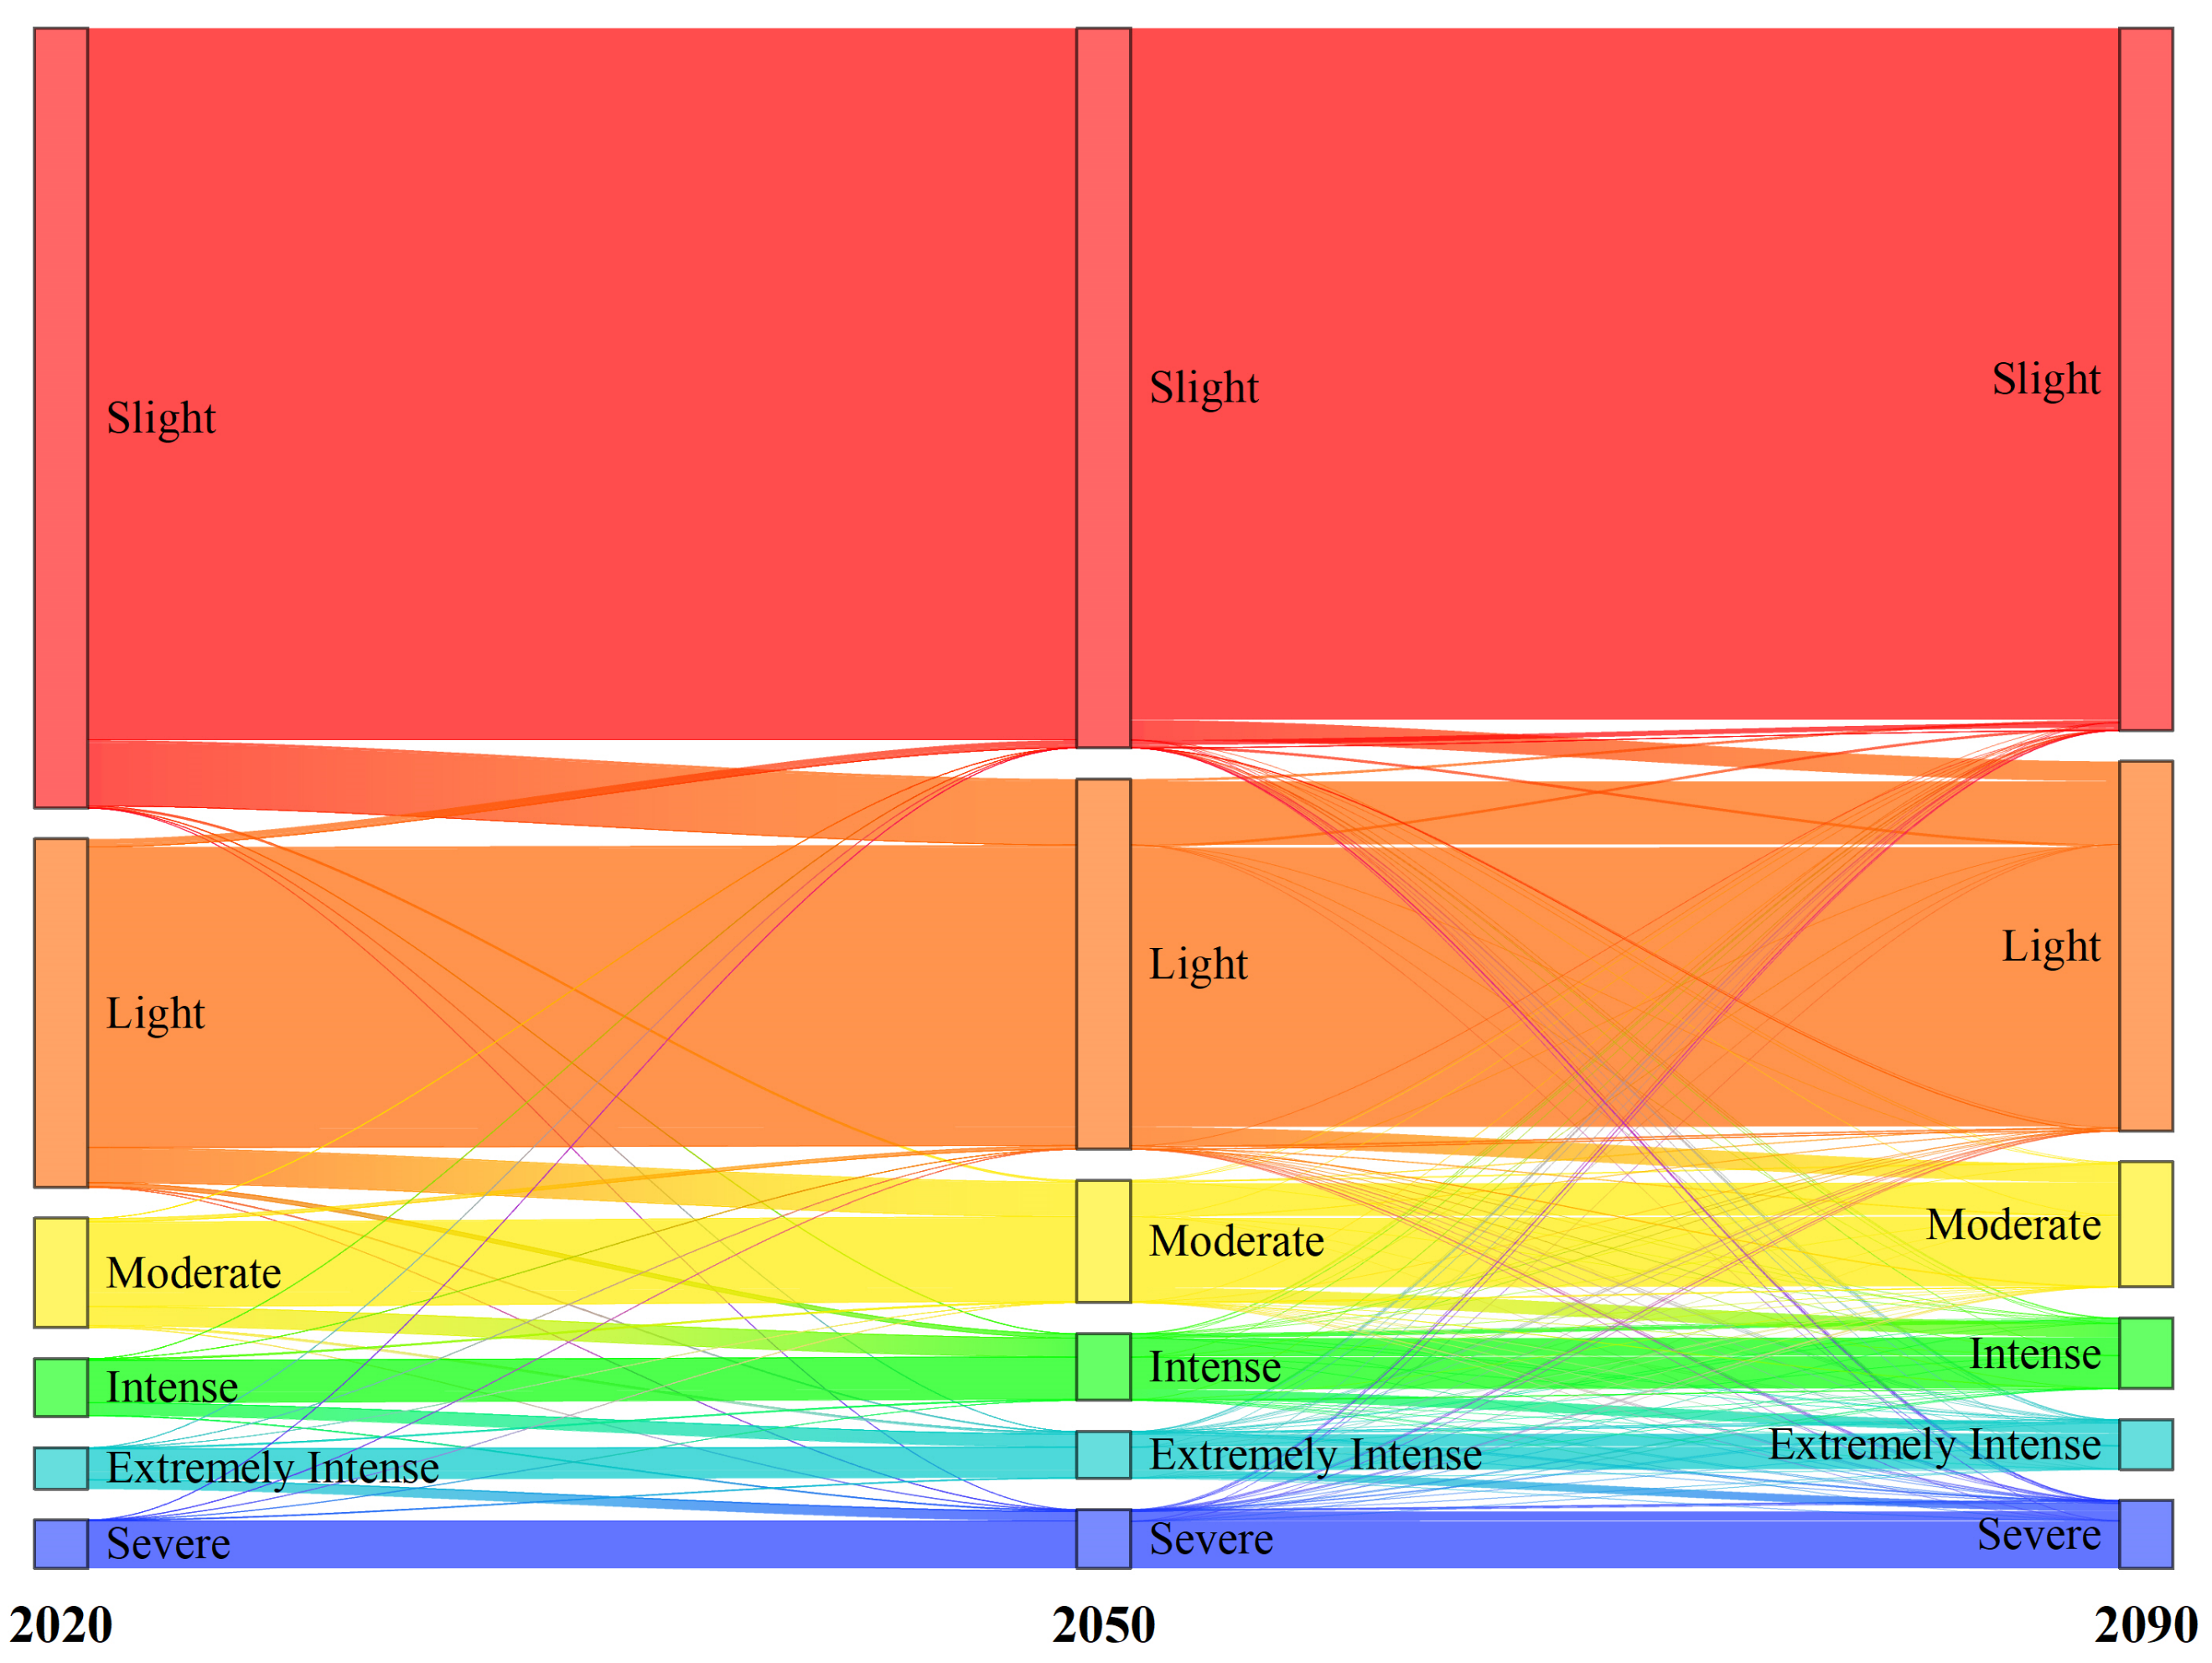 Slight
Light
Moderate
Intense
Extremely Intense
Severe
Slight
Light
Moderate
Intense
Extremely Intense
Severe
Slight
Light
Moderate
Intense
Extremely Intense
Severe
2020
2050
2090